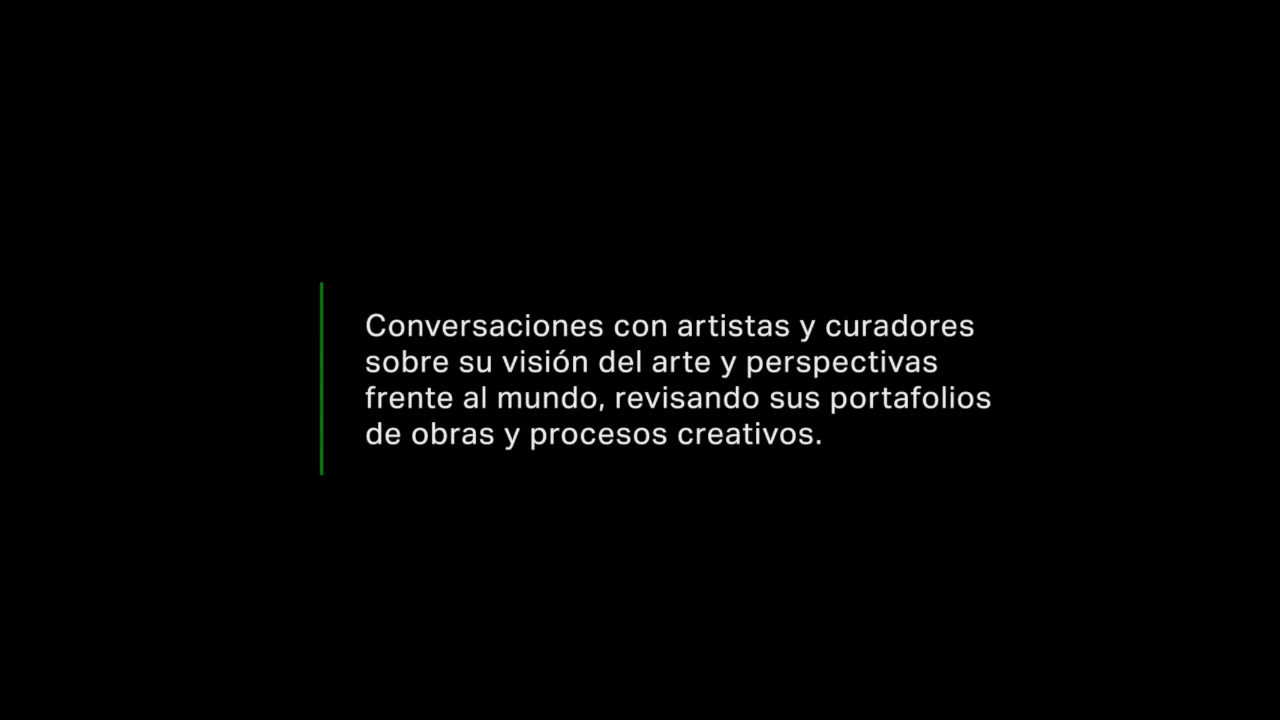 Conversaciones con artistas y curadores
sobre su visión del arte y perspectivas
frente al mundo, revisando sus portafolios
de obras y procesos creativos.